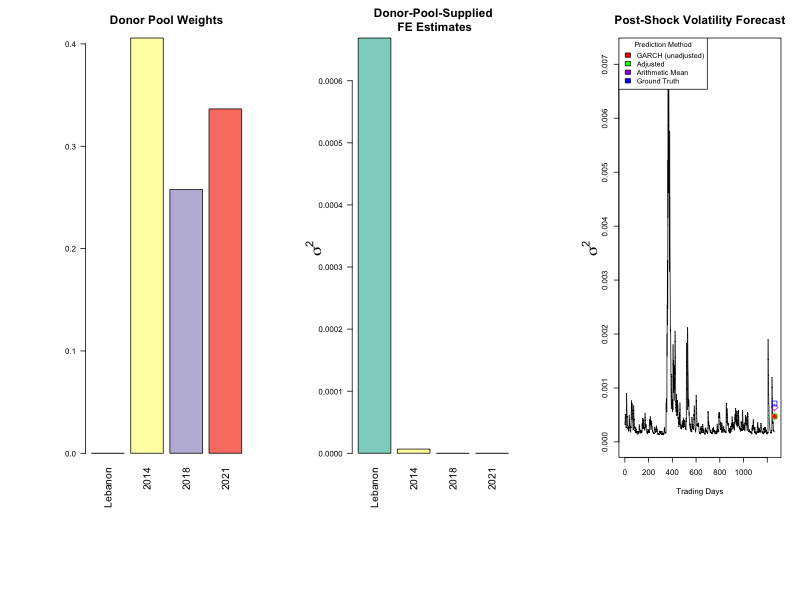 Donor Pool Weights
0.4
0.3
0.2
0.1
0.0
Lebanon
2014
2018
2021
Donor-Pool-Supplied
FE Estimates
σ2
0.0006
0.0005
0.0004
0.0003
0.0002
0.0001
0.0000
Lebanon
2014
2018
2021
Post-Shock Volatility Forecast
Prediction Method
GARCH (unadjusted)
Adjusted
Arithmetic Mean
Ground Truth
σ2
0.007
0.006
0.005
0.004
0.003
0.002
0.001
0.000
0 200 400 600 800 1000
Trading Days